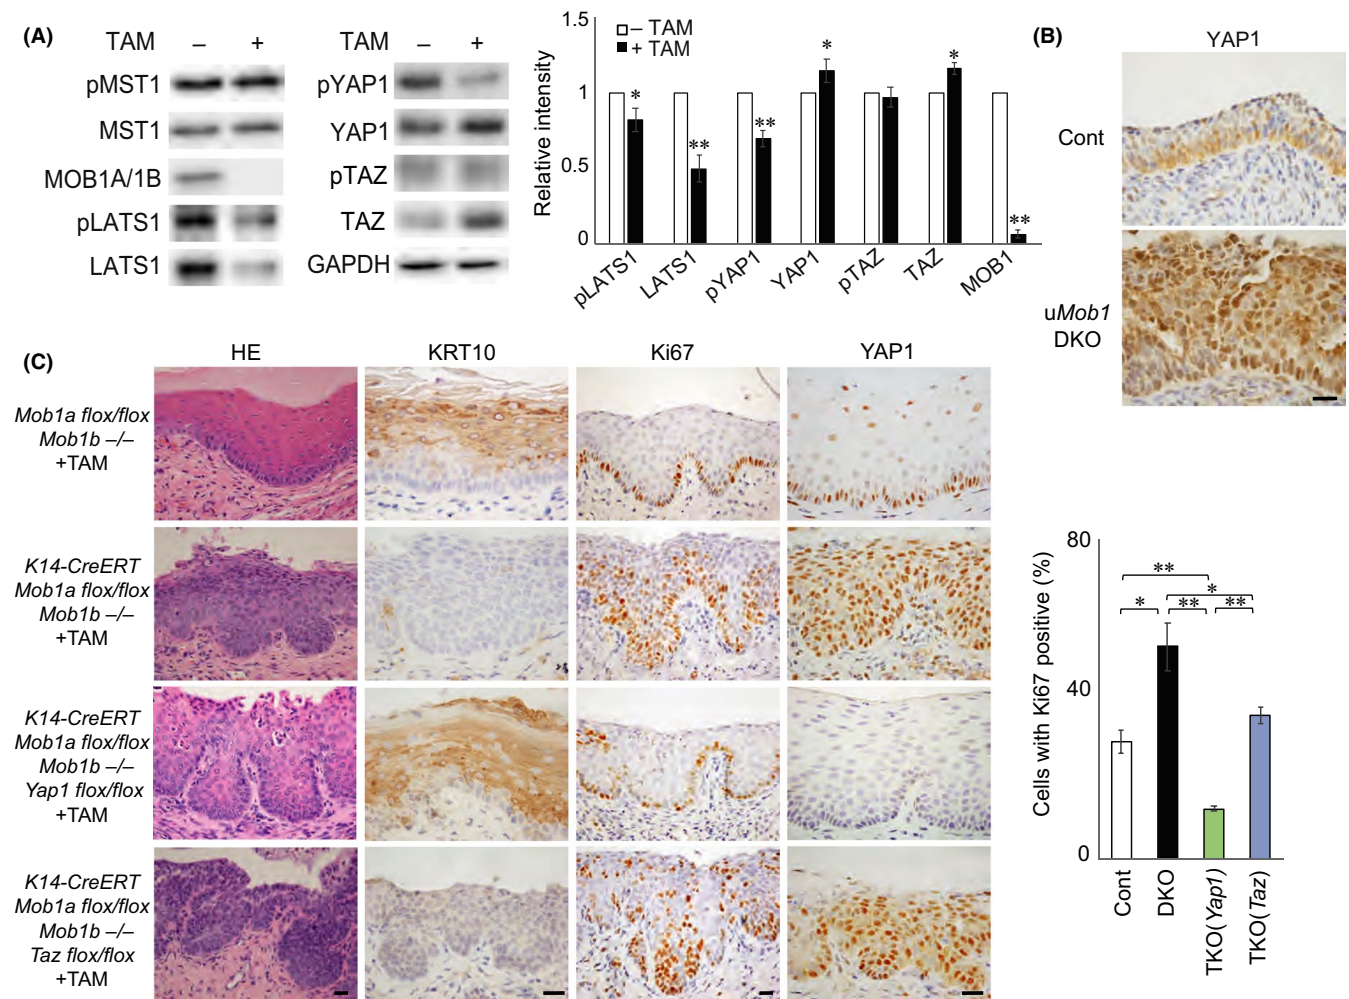 (A)
TAM – +
pMST1
MST1
MOB1A/1B
pLATS1
LATS1
TAM – +
pYAP1
YAP1
pTAZ
TAZ
GAPDH
1.5
1
0.5
0
Relative intensity
– TAM
+ TAM
* ** ** * * **
pLATS1 LATS1 pYAP1 YAP1 pTAZ TAZ MOB1
(B)
YAP1
Cont
uMob1
DKO
(C)
HE KRT10 Ki67 YAP1
Mob1a flox/flox
Mob1b –/–
+TAM
K14-CreERT
Mob1a flox/flox
Mob1b –/–
+TAM
K14-CreERT
Mob1a flox/flox
Mob1b –/–
Yap1 flox/flox
+TAM
K14-CreERT
Mob1a flox/flox
Mob1b –/–
Taz flox/flox
+TAM
80
40
0
Cells with Ki67 positive (%)
**
*
* ** **
Cont DKO TKO(Yap1) TKO(Taz)